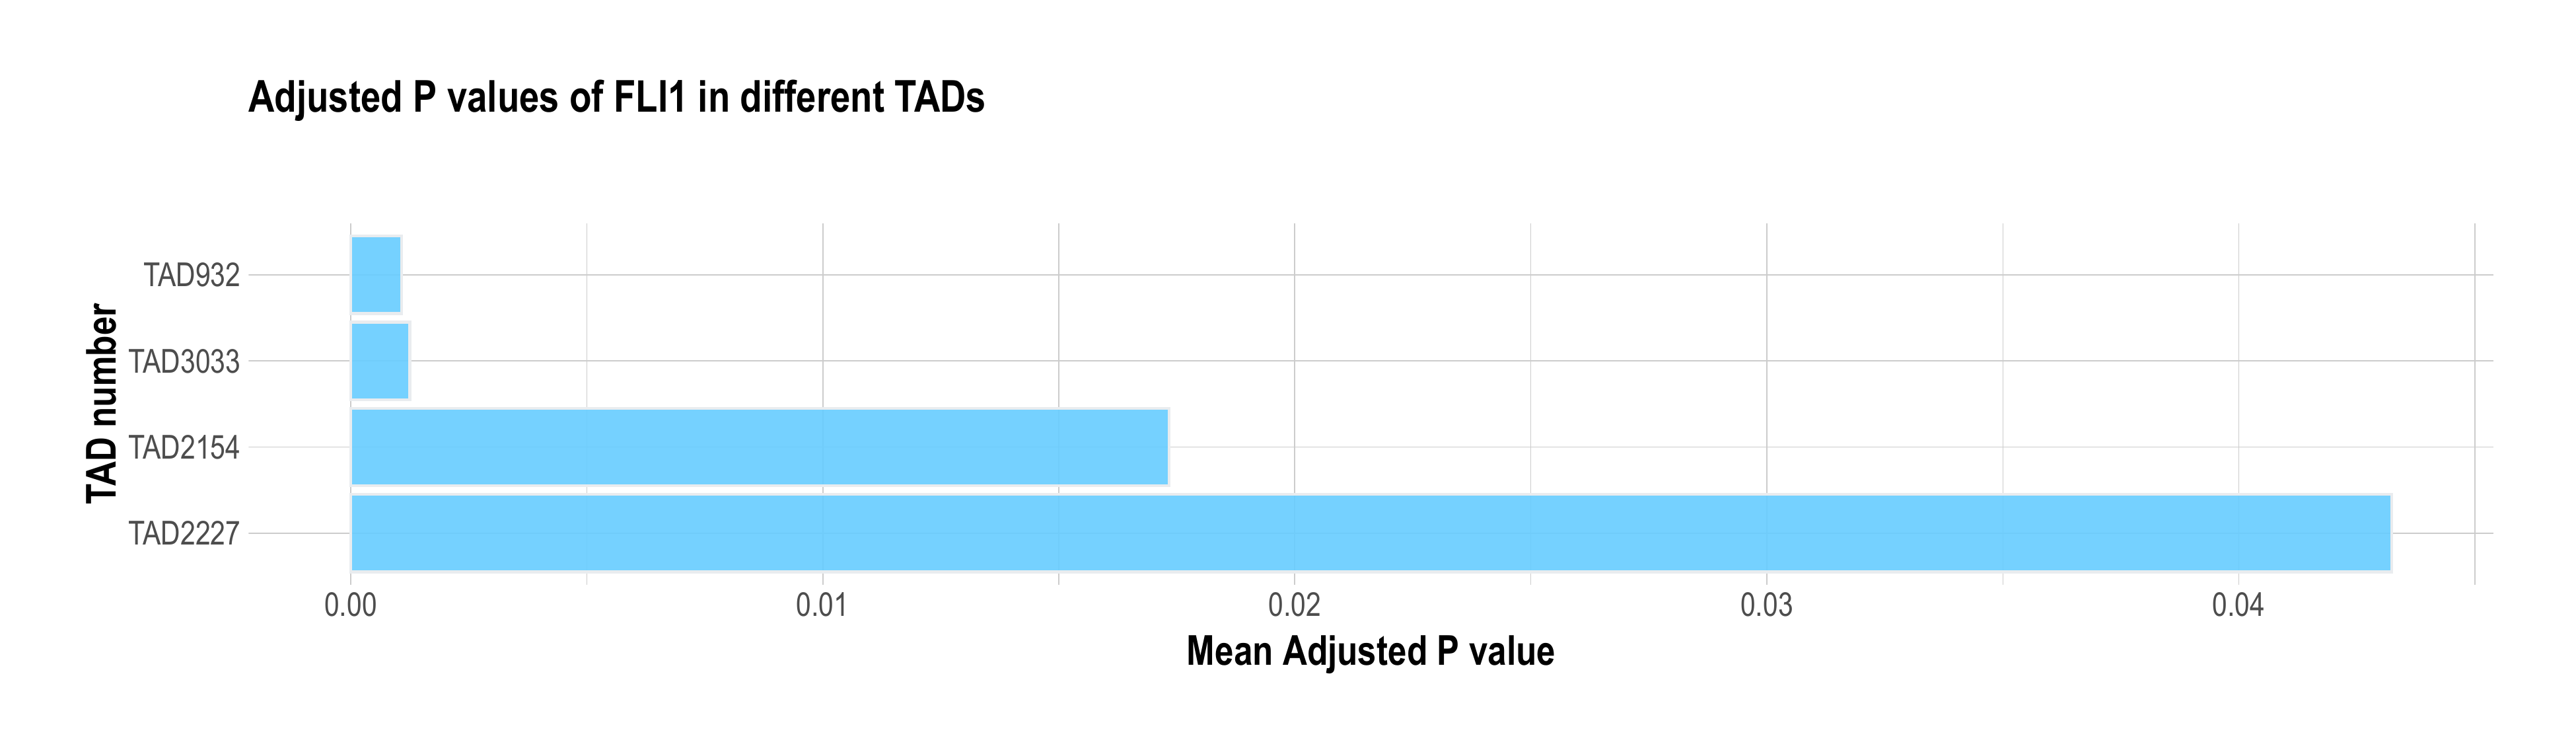 Adjusted P values of FLI1 in different TADs
TAD number
TAD932
TAD3033
TAD2154
TAD2227
0.00 0.01 0.02 0.03 0.04
Mean Adjusted P value